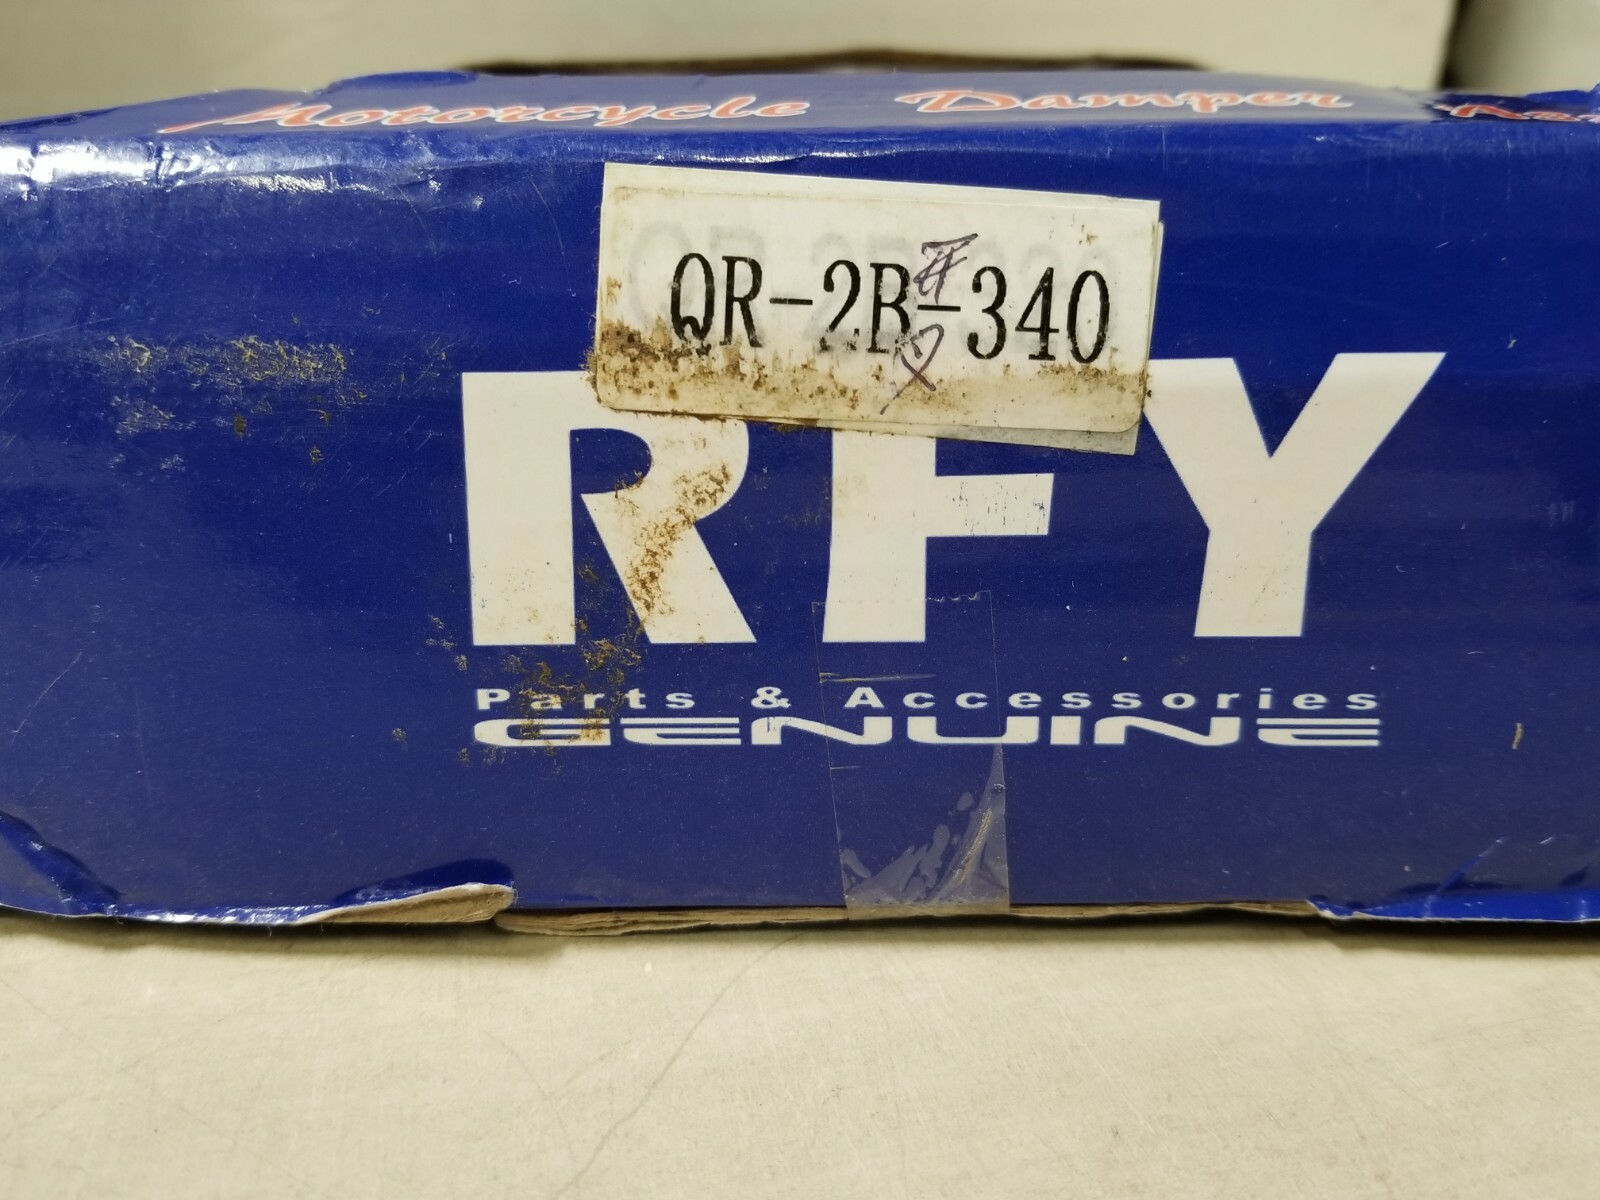 Motorcycle Damper
QR-2B-340
RFY
Parts & Accessories
GENUINE